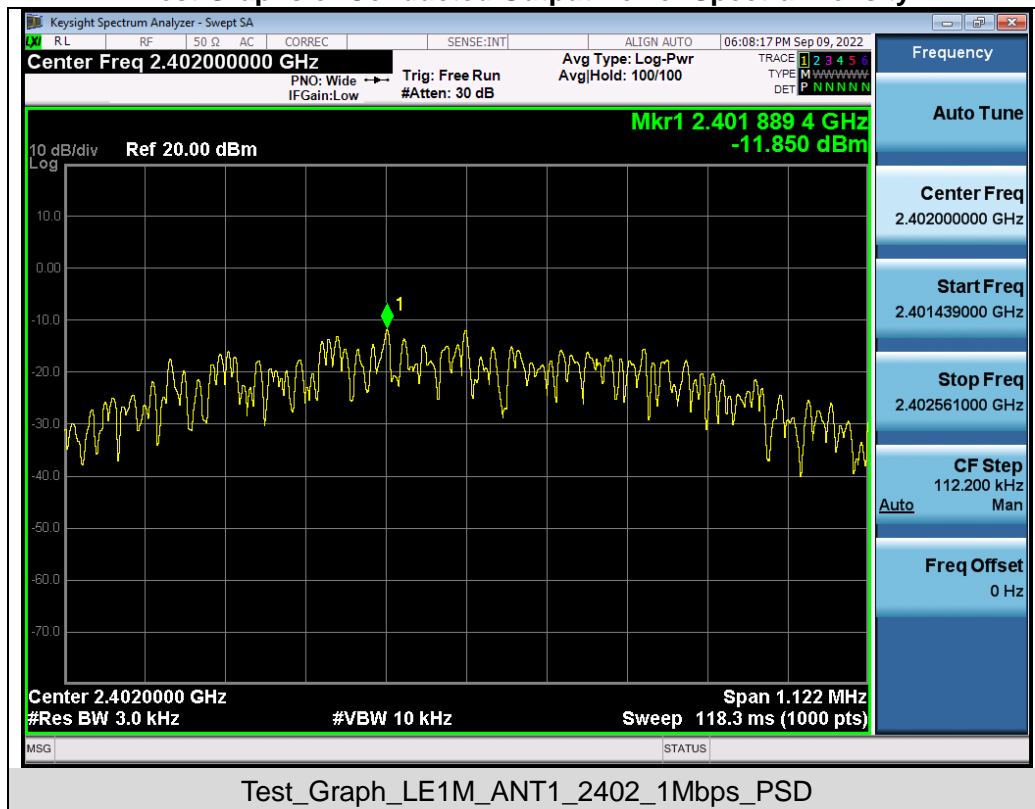 Keysight Spectrum Analyzer - Swept SA
LXI RL RF 50 Ω AC CORREC SENSE:INT ALIGN AUTO 06:08:17 PM Sep 09, 2022
Center Freq 2.402000000 GHz
PNO: Wide
IFGain:Low
Trig: Free Run
#Atten: 30 dB
Avg Type: Log-Pwr
Avg|Hold: 100/100
TRACE 1 2 3 4 5 6
TYPE M WWWWW
DET P N N N N N
Mkr1 2.401 889 4 GHz
-11.850 dBm
10 dB/div Ref 20.00 dBm
Log
10.0
0.00
-10.0
-20.0
-30.0
-40.0
-50.0
-60.0
-70.0
1
Center 2.4020000 GHz Span 1.122 MHz
#Res BW 3.0 kHz #VBW 10 kHz Sweep 118.3 ms (1000 pts)
MSG STATUS
Frequency
Auto Tune
Center Freq
2.402000000 GHz
Start Freq
2.401439000 GHz
Stop Freq
2.402561000 GHz
CF Step
112.200 kHz
Auto Man
Freq Offset
0 Hz
Test_Graph_LE1M_ANT1_2402_1Mbps_PSD